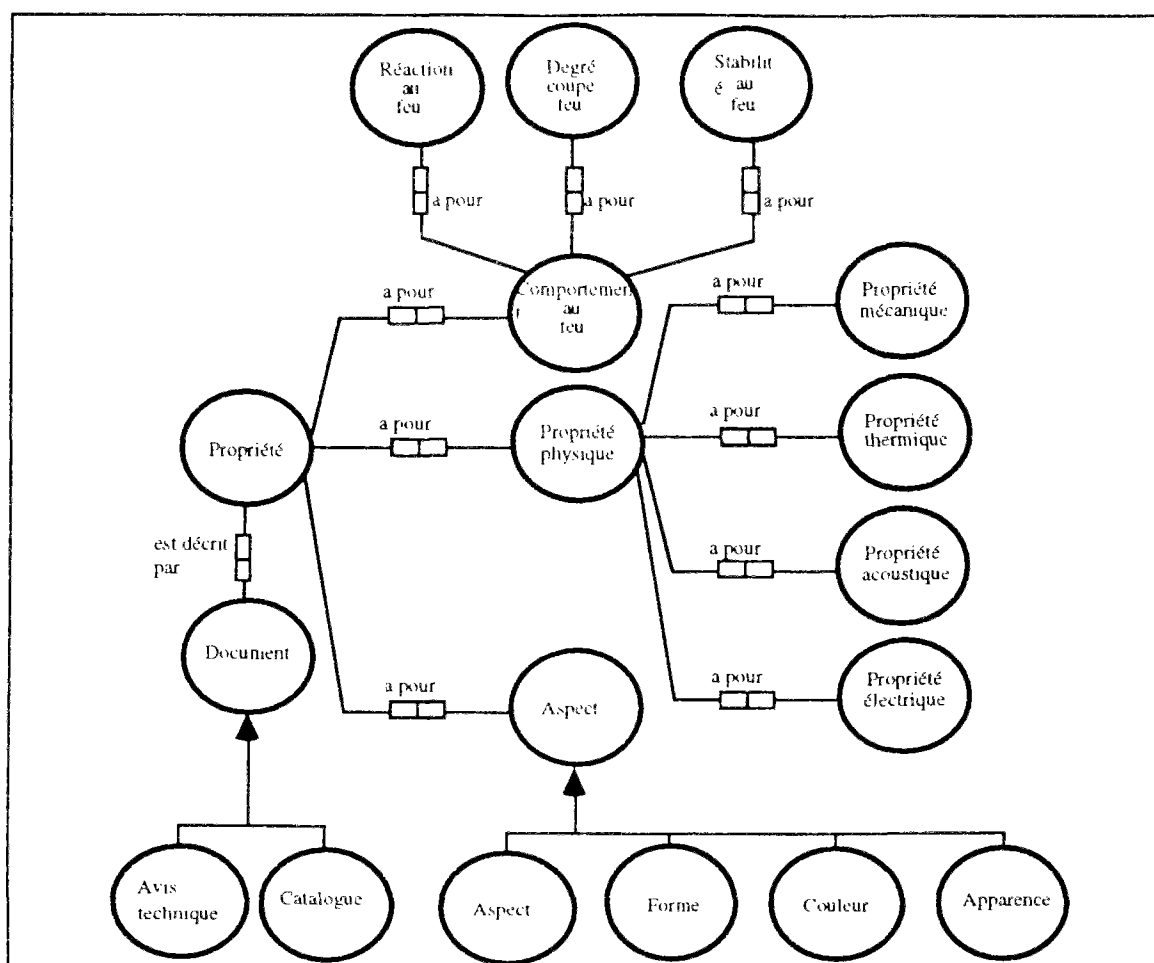 Réaction
au
feu
Degré
coupe
feu
Stabilit
é au
feu
a pour
a pour
a pour
a pour
Comportemen
t au
feu
a pour
Propriété
mécanique
Propriété
a pour
Propriété
physique
a pour
Propriété
thermique
est décrit
par
a pour
Propriété
acoustique
Document
a pour
Aspect
a pour
Propriété
électrique
Avis
technique
Catalogue
Aspect
Forme
Couleur
Apparence